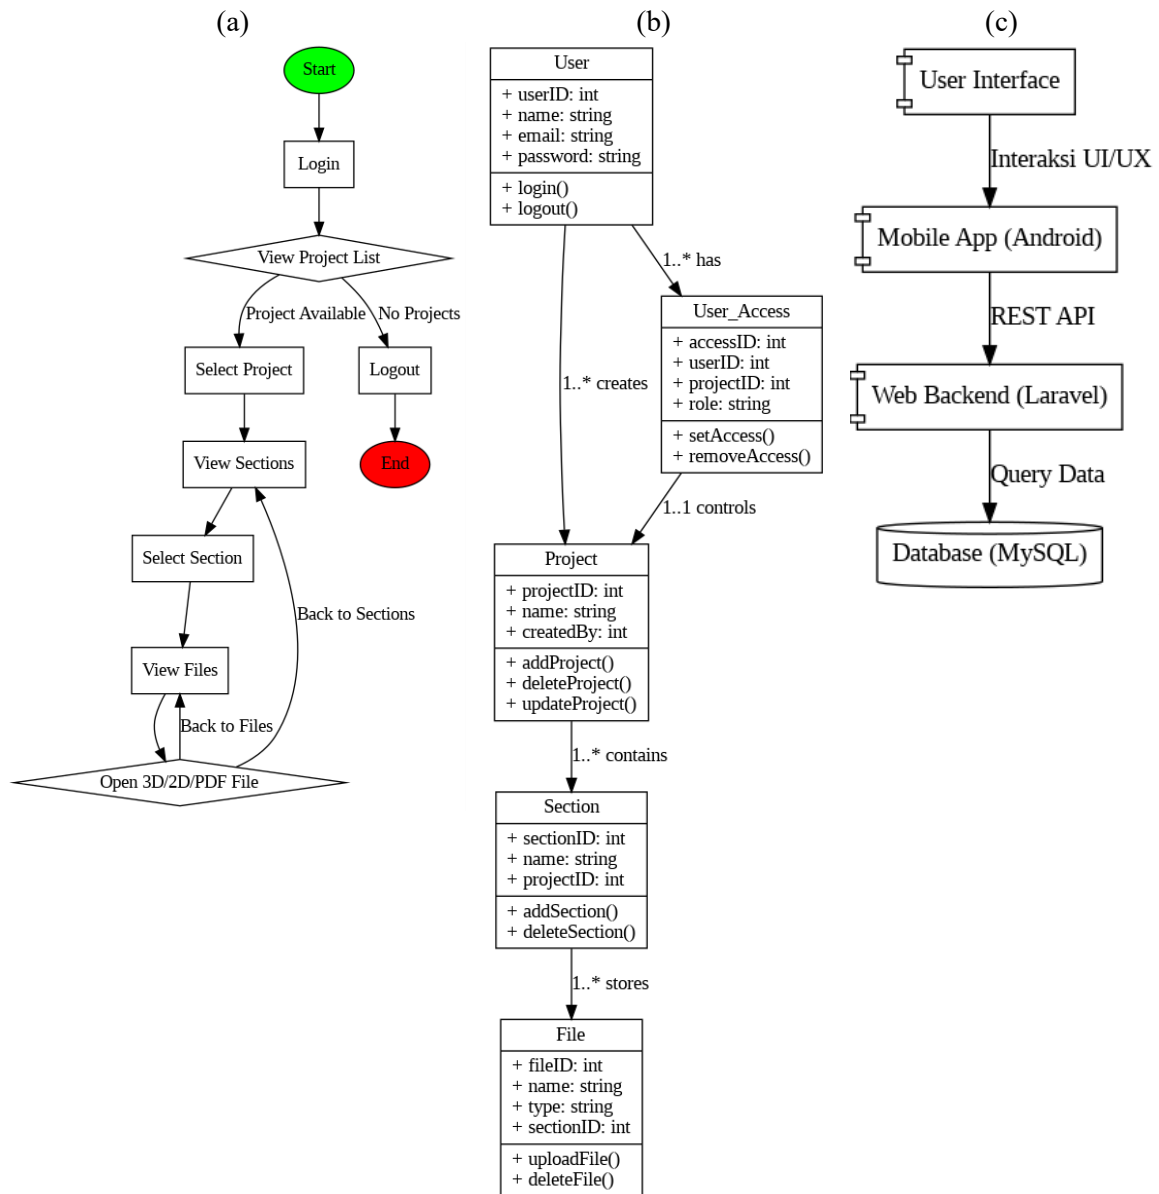 (a)
Start
Login
View Project List
Project Available
No Projects
Select Project
Logout
View Sections
End
Select Section
Back to Sections
View Files
Back to Files
Open 3D/2D/PDF File
(b)
User
+ userID: int
+ name: string
+ email: string
+ password: string
+ login()
+ logout()
1..* has
User_Access
+ accessID: int
+ userID: int
+ projectID: int
+ role: string
+ setAccess()
+ removeAccess()
1..* creates
1..1 controls
Project
+ projectID: int
+ name: string
+ createdBy: int
+ addProject()
+ deleteProject()
+ updateProject()
1..* contains
Section
+ sectionID: int
+ name: string
+ projectID: int
+ addSection()
+ deleteSection()
1..* stores
File
+ fileID: int
+ name: string
+ type: string
+ sectionID: int
+ uploadFile()
+ deleteFile()
(c)
User Interface
Interaksi UI/UX
Mobile App (Android)
REST API
Web Backend (Laravel)
Query Data
Database (MySQL)